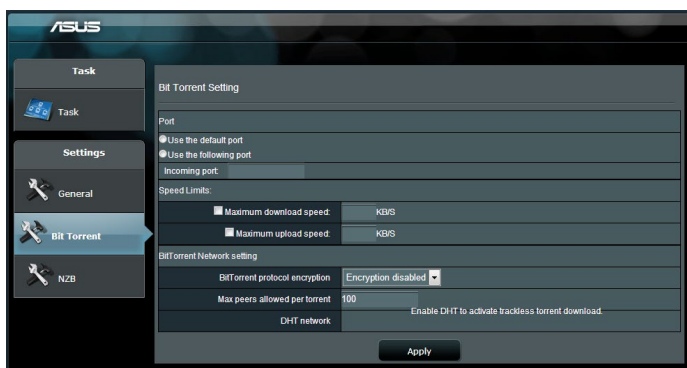 ASUS
Task
Task
Settings
General
Bit Torrent
NZB
Bit Torrent Setting
Port
Use the default port
Use the following port
Incoming port:
Speed Limits:
Maximum download speed: KB/S
Maximum upload speed: KB/S
BitTorrent Network setting
BitTorrent protocol encryption Encryption disabled
Max peers allowed per torrent 100
DHT network Enable DHT to activate trackless torrent download.
Apply